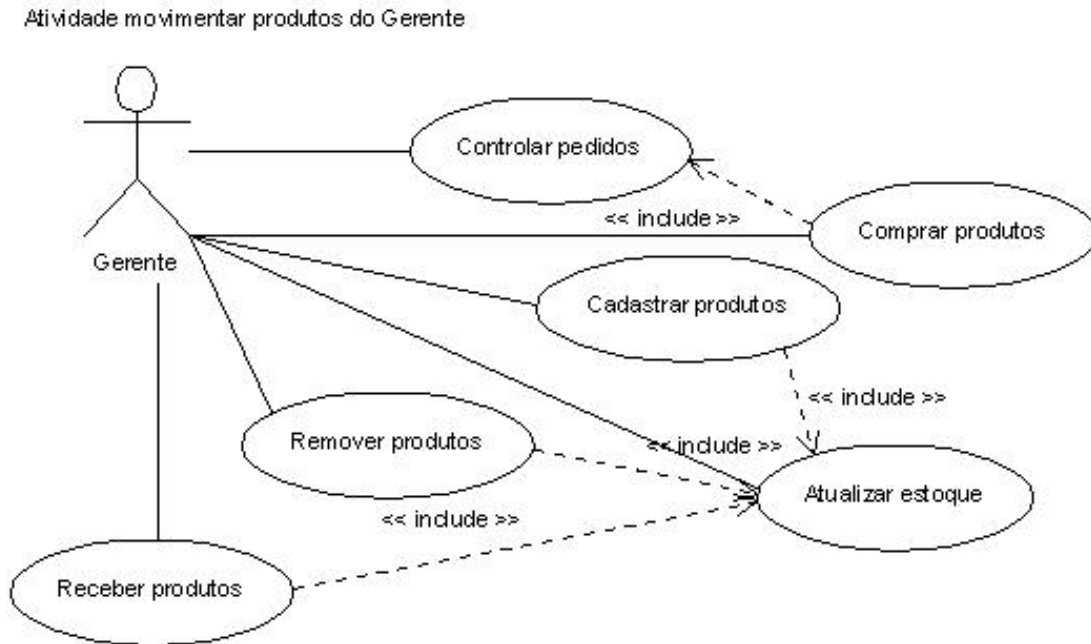 Atividade movimentar produtos do Gerente
Controlar pedidos
<< include >>
Comprar produtos
Gerente
Cadastrar produtos
<< include >>
Remover produtos
<< include >>
Atualizar estoque
<< include >>
Receber produtos